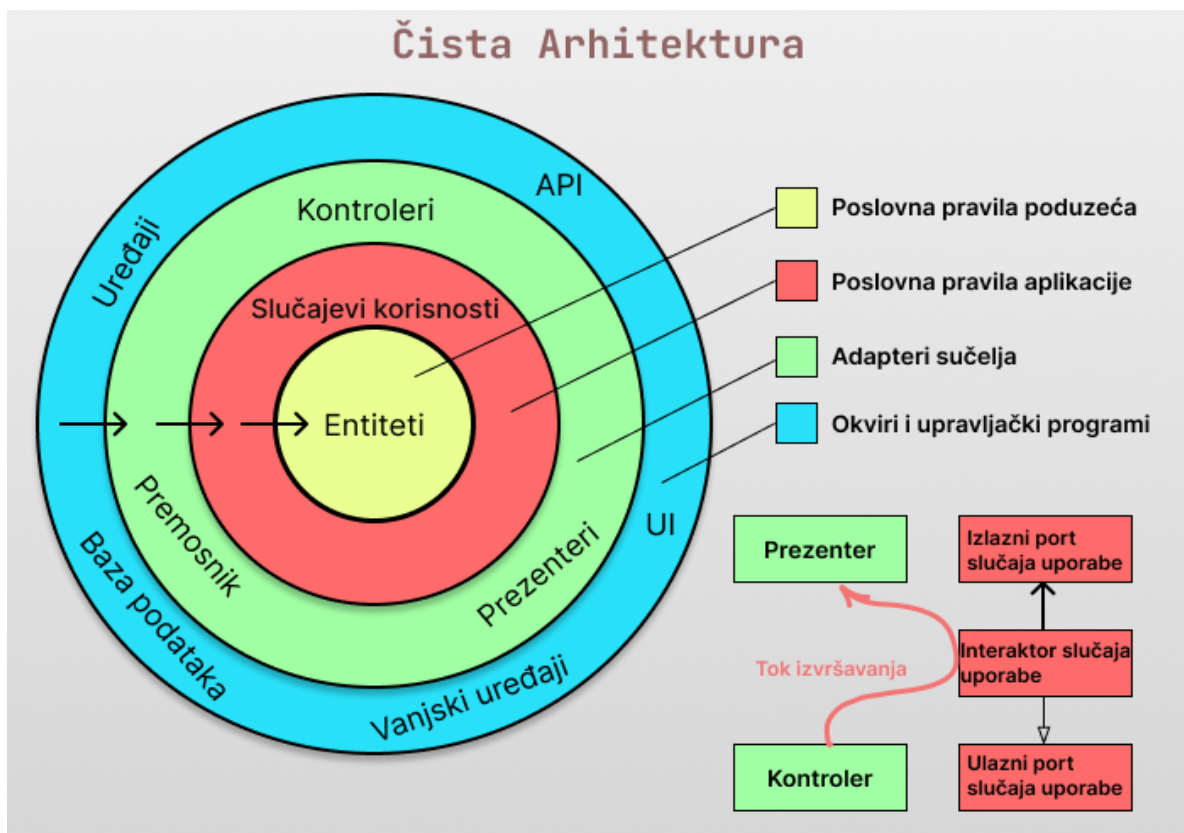 Čista Arhitektura
API
Kontroleri
Uređaji
Slučajevi korisnosti
Entiteti
Premosnik
Baza podataka
Prezenteri
UI
Vanjski uređaji
Poslovna pravila poduzeća
Poslovna pravila aplikacije
Adapteri sučelja
Okviri i upravljački programi
Prezenter
Izlazni port
slučaja uporabe
Tok izvršavanja
Interaktor slučaja
uporabe
Kontroler
Ulazni port
slučaja uporabe